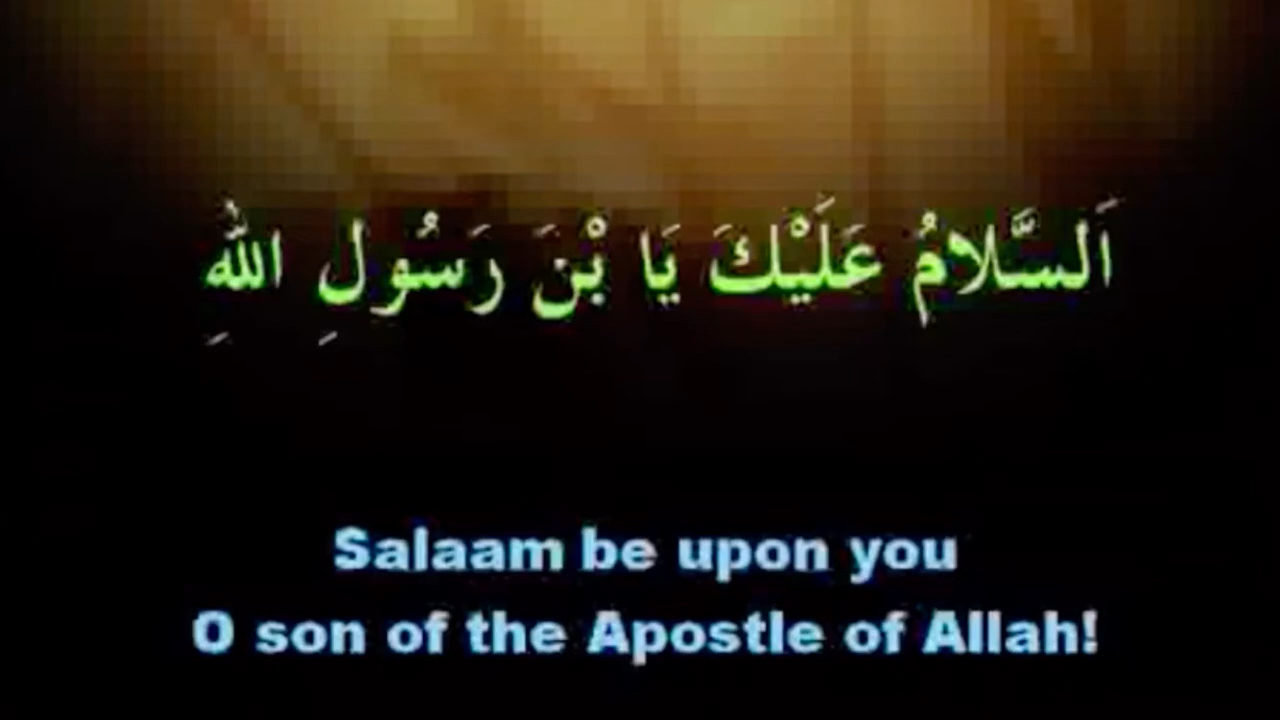 اَلسَّلَامُ عَلَيْكَ يَا بْنَ رَسُولِ اللهِ
Salaam be upon you
O son of the Apostle of Allah!